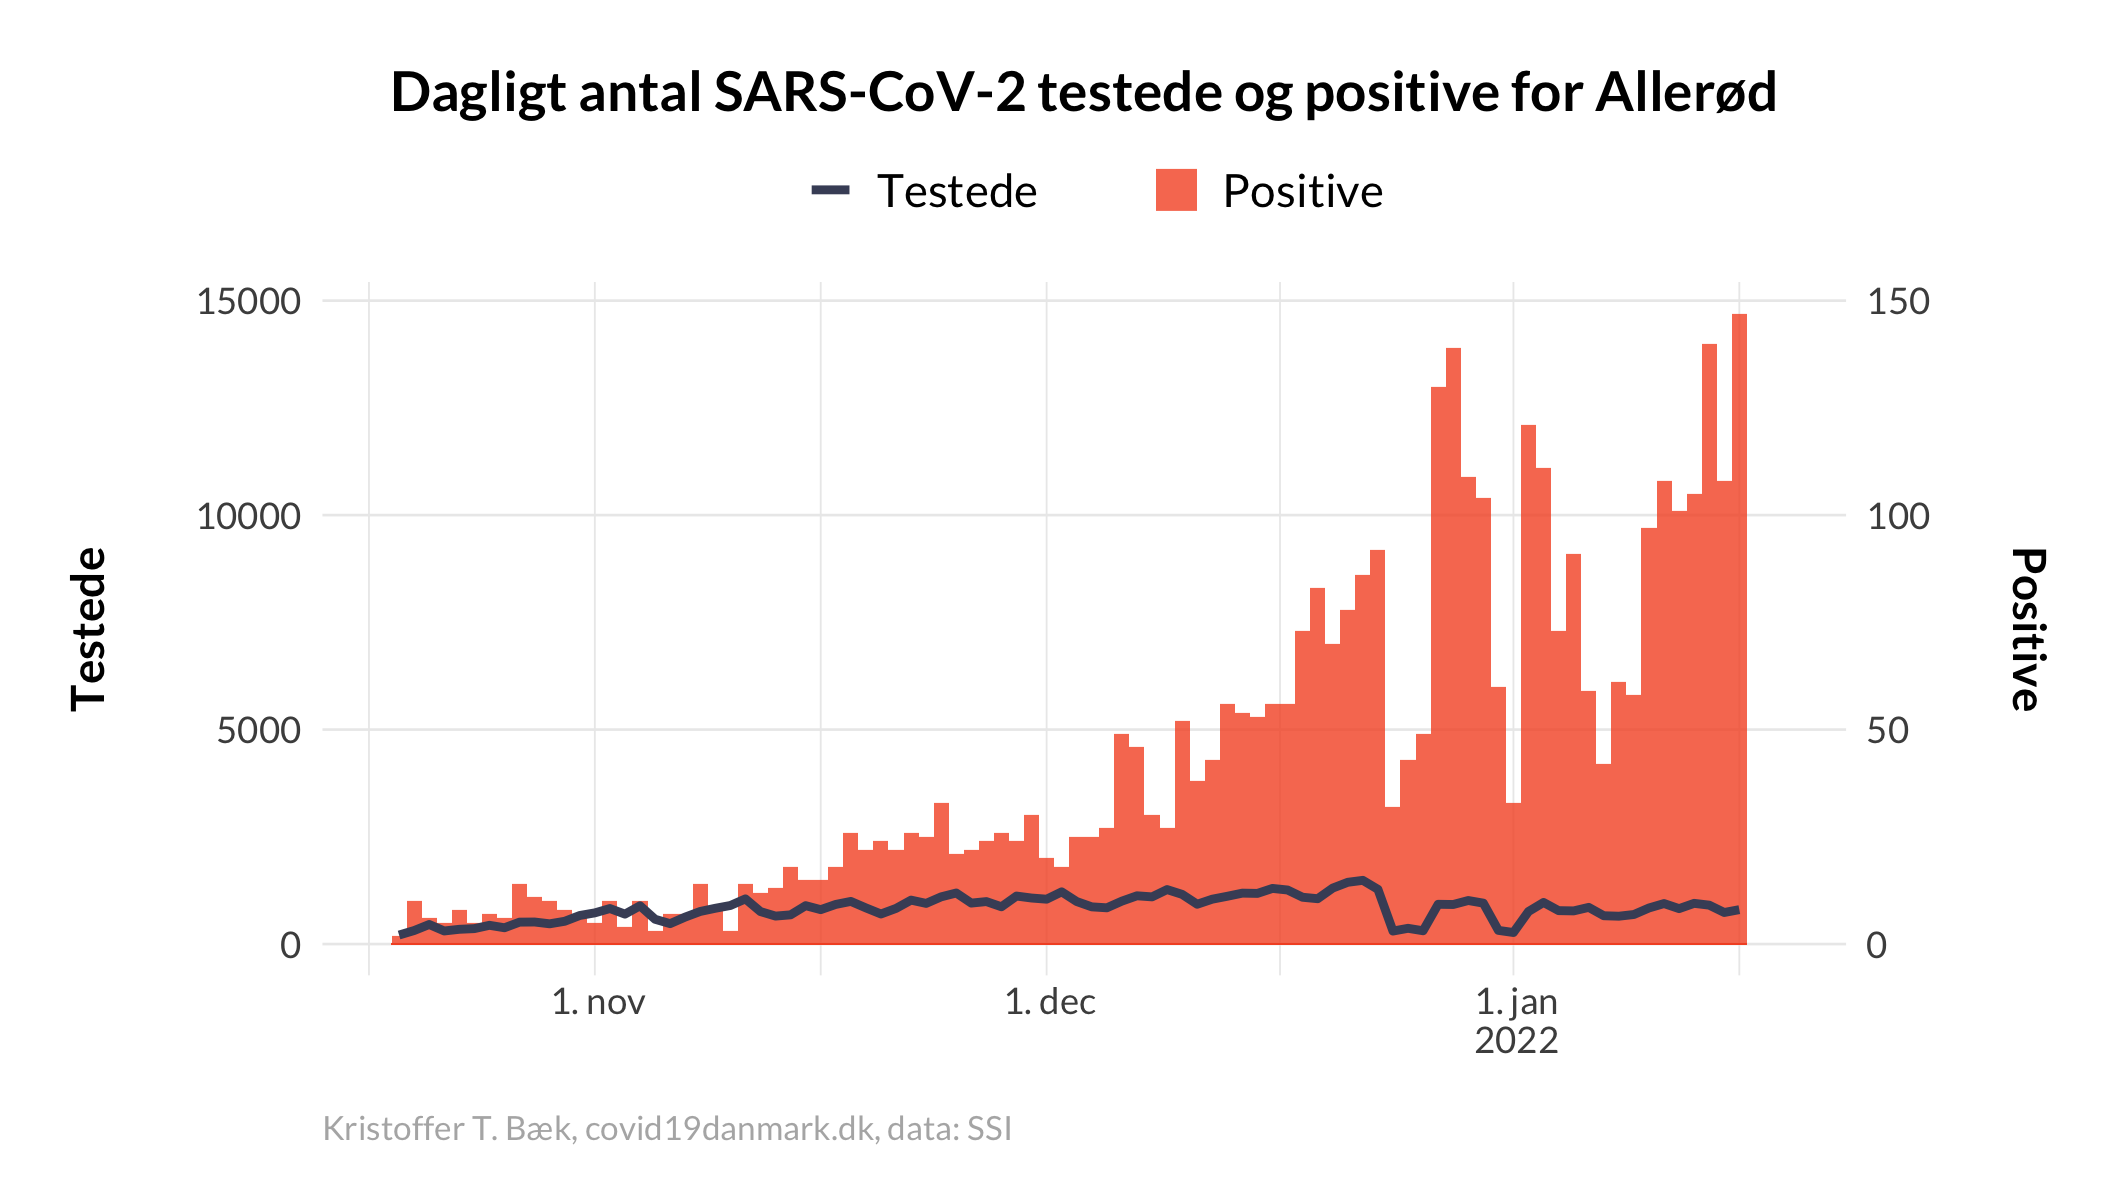 Dagligt antal SARS-CoV-2 testede og positive for Allerød
Testede
Positive
15000
10000
5000
0
Testede
150
100
50
0
Positive
1. nov
1. dec
1. jan
2022
Kristoffer T. Bæk, covid19danmark.dk, data: SSI